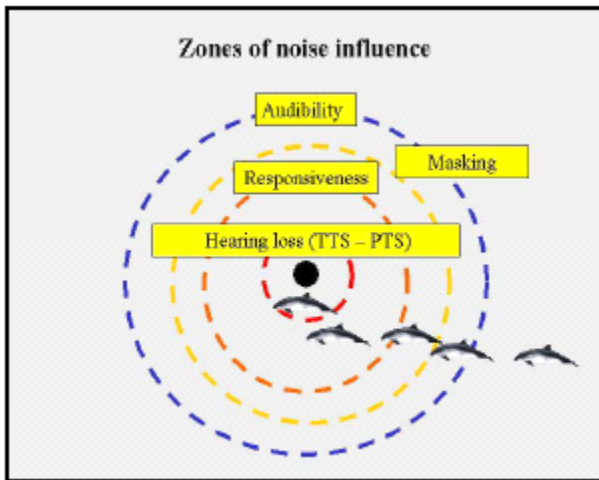 Zones of noise influence
Audibility
Masking
Responsiveness
Hearing loss (TTS – PTS)